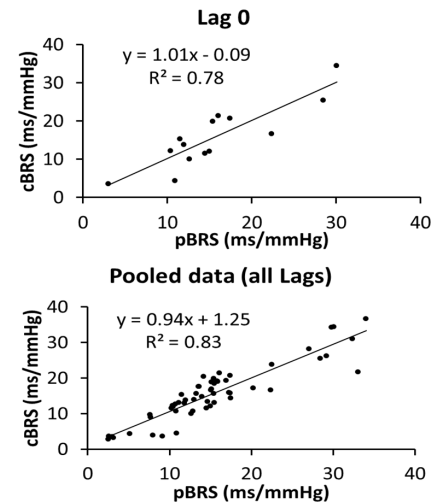 Lag 0
y = 1.01x - 0.09
R² = 0.78
40
30
20
10
0
cBRS (ms/mmHg)
0 10 20 30 40
pBRS (ms/mmHg)
Pooled data (all Lags)
y = 0.94x + 1.25
R² = 0.83
40
30
20
10
0
cBRS (ms/mmHg)
0 10 20 30 40
pBRS (ms/mmHg)